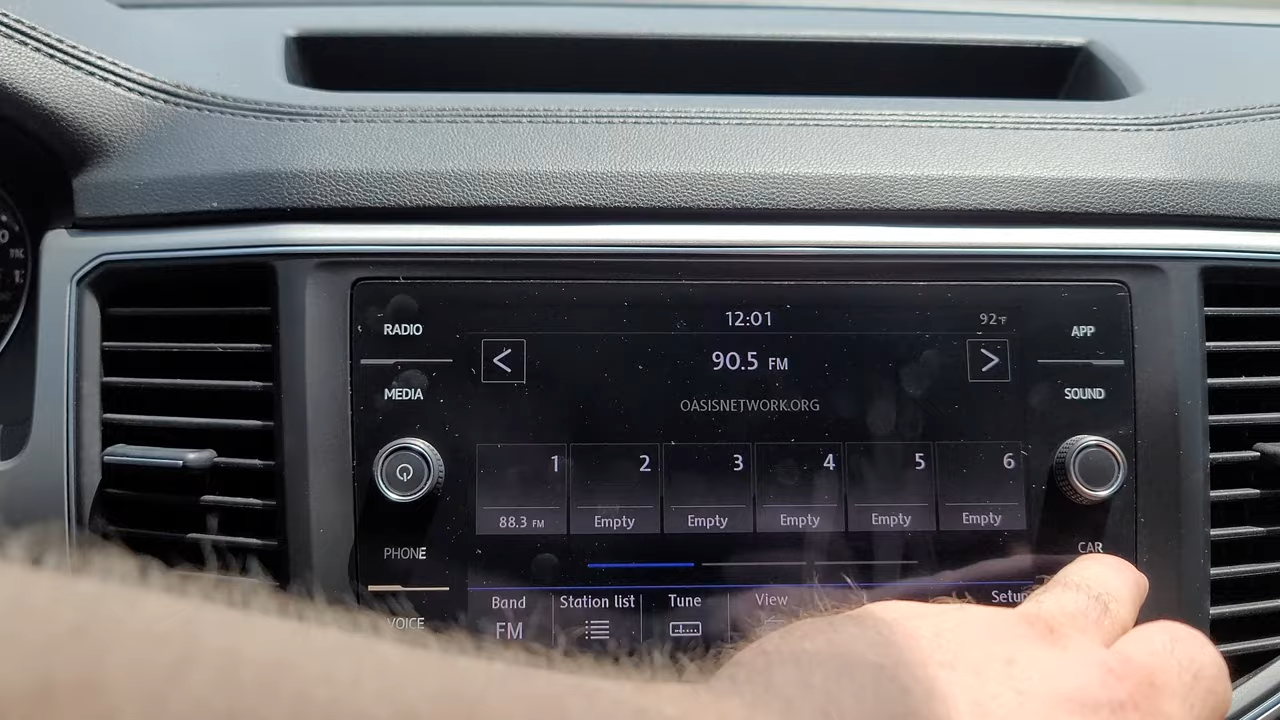 RADIO
12:01
92°F
APP
90.5 FM
MEDIA
SOUND
OASISNETWORK.ORG
1 2 3 4 5 6
88.3 FM Empty Empty Empty Empty Empty
PHONE
CAR
Band Station list Tune View Setup
FM
VOICE